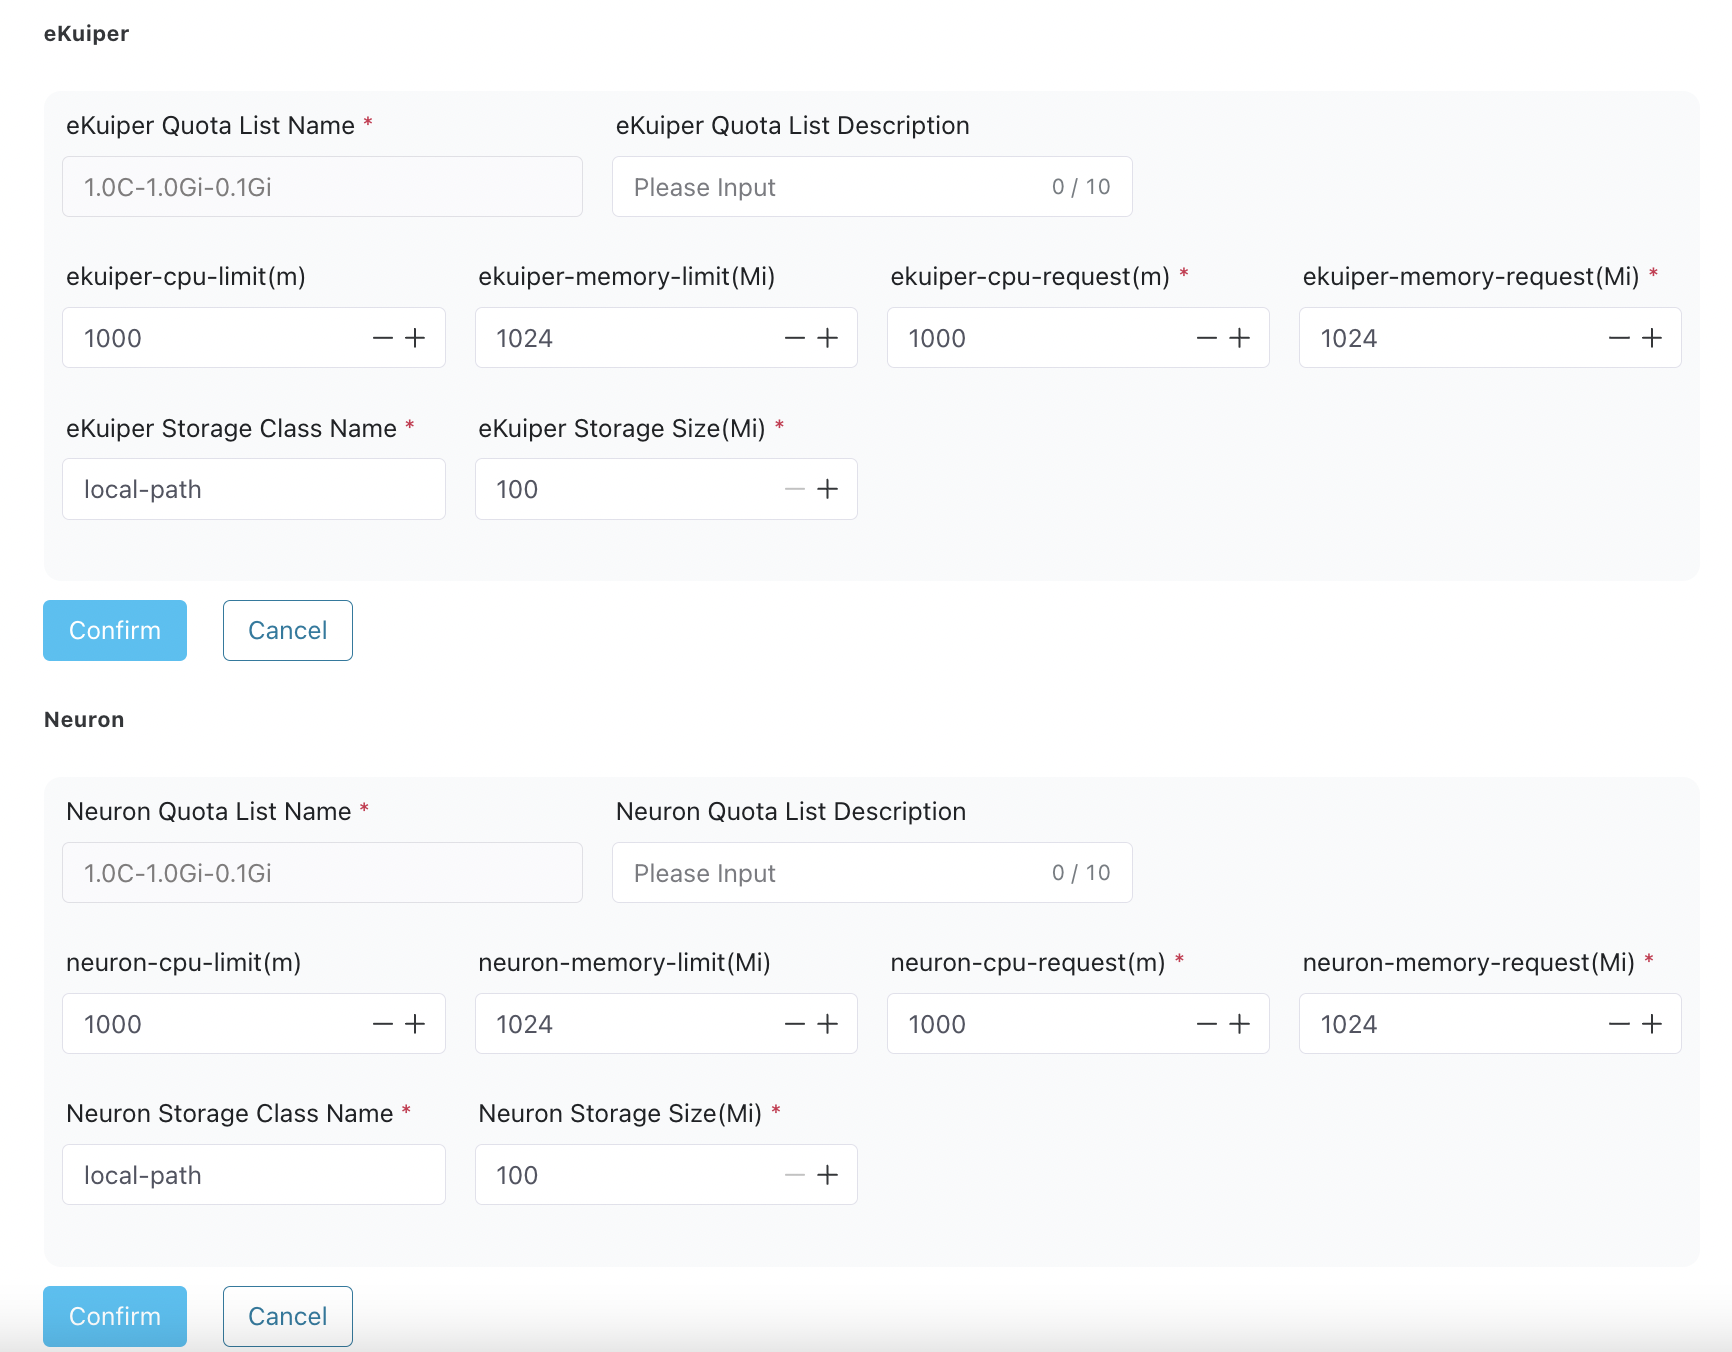 eKuiper
eKuiper Quota List Name * eKuiper Quota List Description
1.0C-1.0Gi-0.1Gi Please Input 0 / 10
ekuiper-cpu-limit(m) ekuiper-memory-limit(Mi) ekuiper-cpu-request(m) * ekuiper-memory-request(Mi) *
1000 — + 1024 — + 1000 — + 1024 — +
eKuiper Storage Class Name * eKuiper Storage Size(Mi) *
local-path 100 — +
Confirm Cancel
Neuron
Neuron Quota List Name * Neuron Quota List Description
1.0C-1.0Gi-0.1Gi Please Input 0 / 10
neuron-cpu-limit(m) neuron-memory-limit(Mi) neuron-cpu-request(m) * neuron-memory-request(Mi) *
1000 — + 1024 — + 1000 — + 1024 — +
Neuron Storage Class Name * Neuron Storage Size(Mi) *
local-path 100 — +
Confirm Cancel